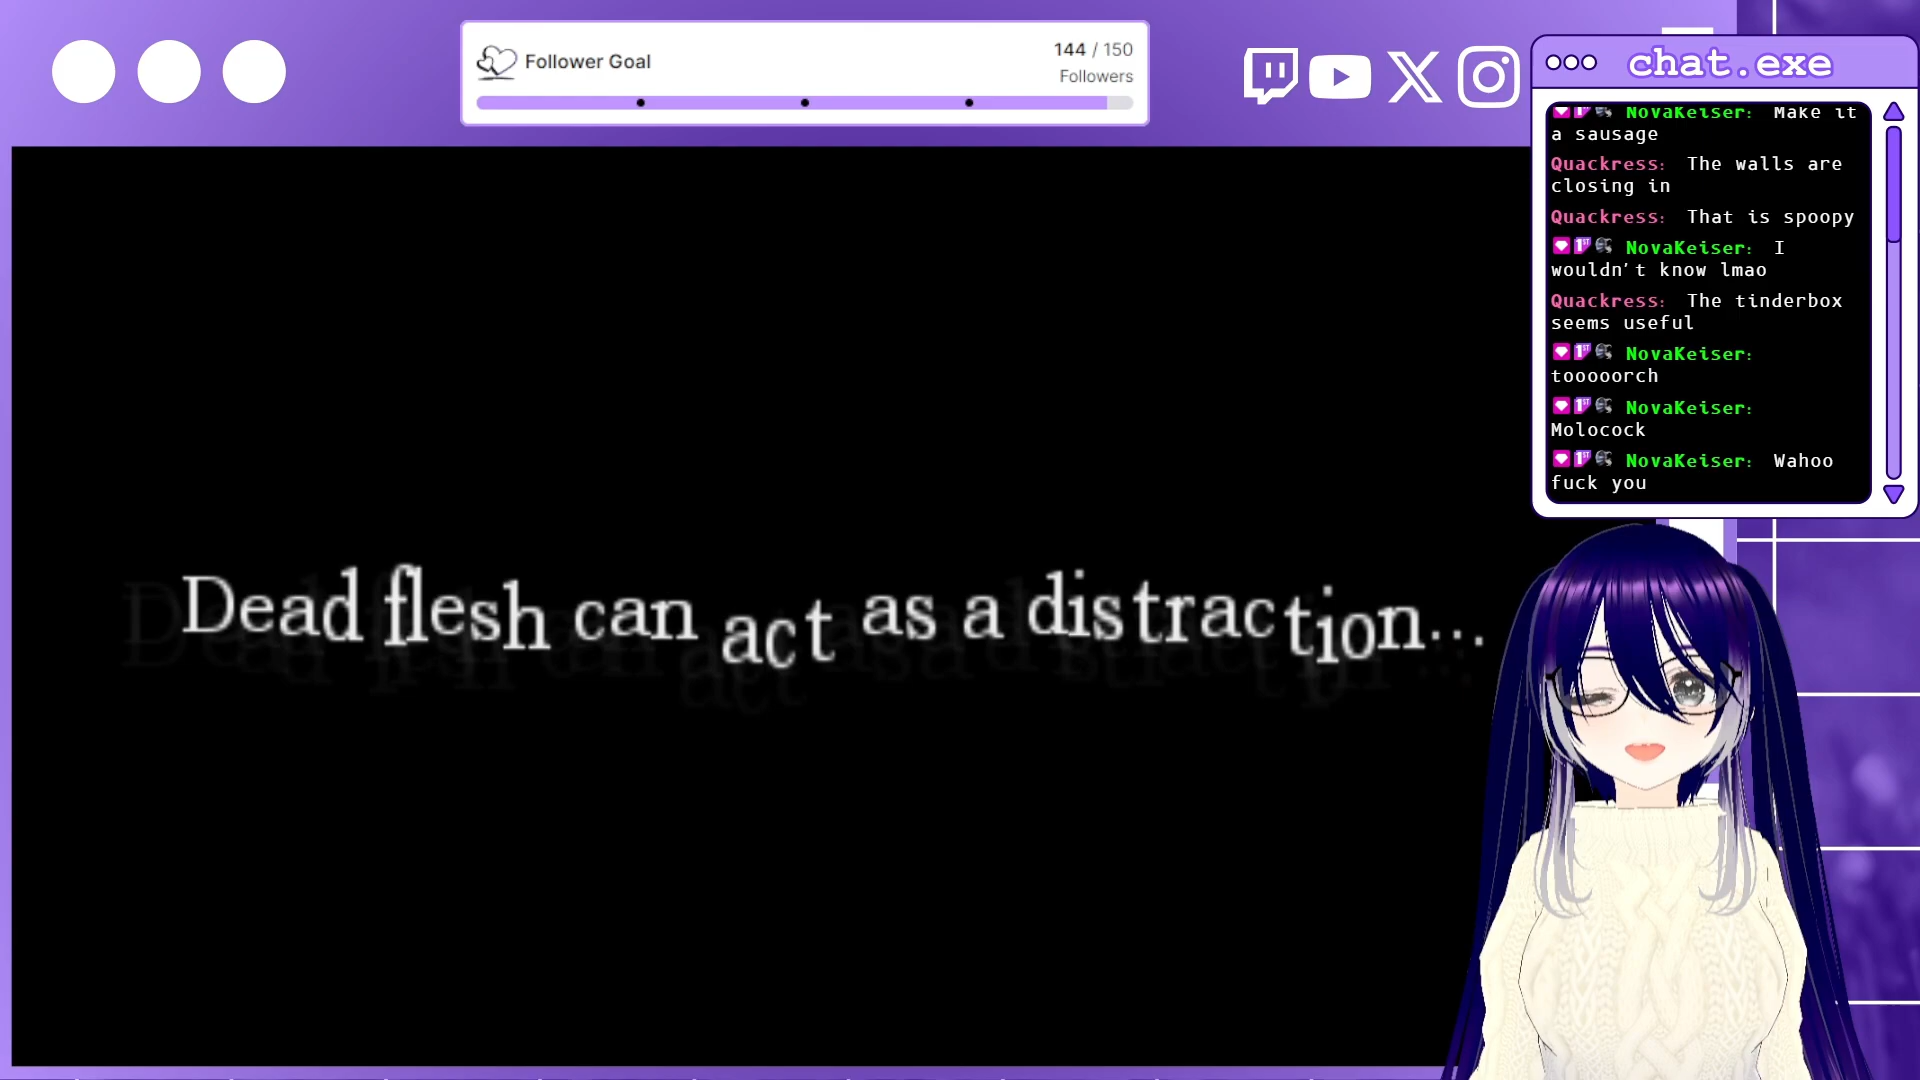 Follower Goal
144 / 150
Followers
chat.exe
NovaKeiser: Make it
a sausage
Quackress: The walls are
closing in
Quackress: That is spoopy
NovaKeiser: I
wouldn't know lmao
Quackress: The tinderbox
seems useful
NovaKeiser:
tooooorch
NovaKeiser:
Molocock
NovaKeiser: Wahoo
fuck you
Dead flesh can act as a distraction...